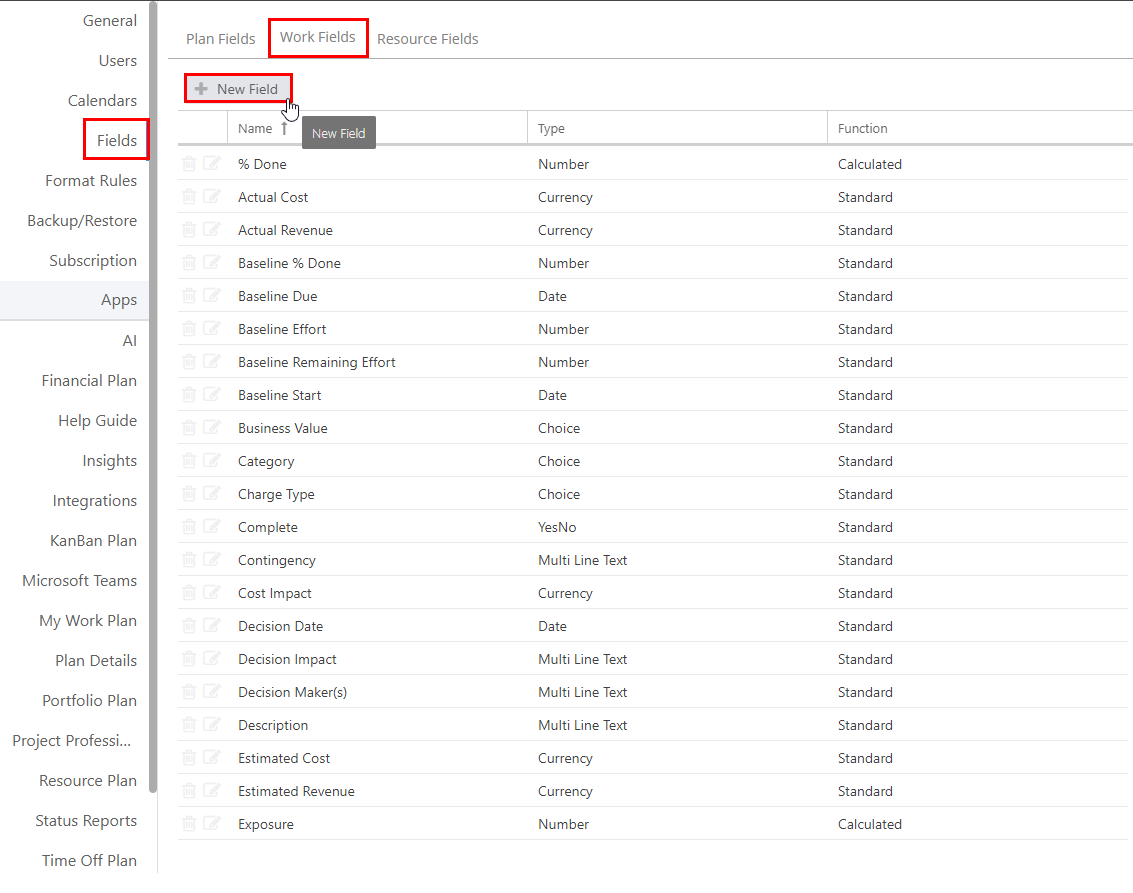 General
Users
Calendars
Fields
Format Rules
Backup/Restore
Subscription
Apps
AI
Financial Plan
Help Guide
Insights
Integrations
KanBan Plan
Microsoft Teams
My Work Plan
Plan Details
Portfolio Plan
Project Professi...
Resource Plan
Status Reports
Time Off Plan
Plan Fields Work Fields Resource Fields
New Field
Name Type Function
New Field
% Done Number Calculated
Actual Cost Currency Standard
Actual Revenue Currency Standard
Baseline % Done Number Standard
Baseline Due Date Standard
Baseline Effort Number Standard
Baseline Remaining Effort Number Standard
Baseline Start Date Standard
Business Value Choice Standard
Category Choice Standard
Charge Type Choice Standard
Complete YesNo Standard
Contingency Multi Line Text Standard
Cost Impact Currency Standard
Decision Date Date Standard
Decision Impact Multi Line Text Standard
Decision Maker(s) Multi Line Text Standard
Description Multi Line Text Standard
Estimated Cost Currency Standard
Estimated Revenue Currency Standard
Exposure Number Calculated